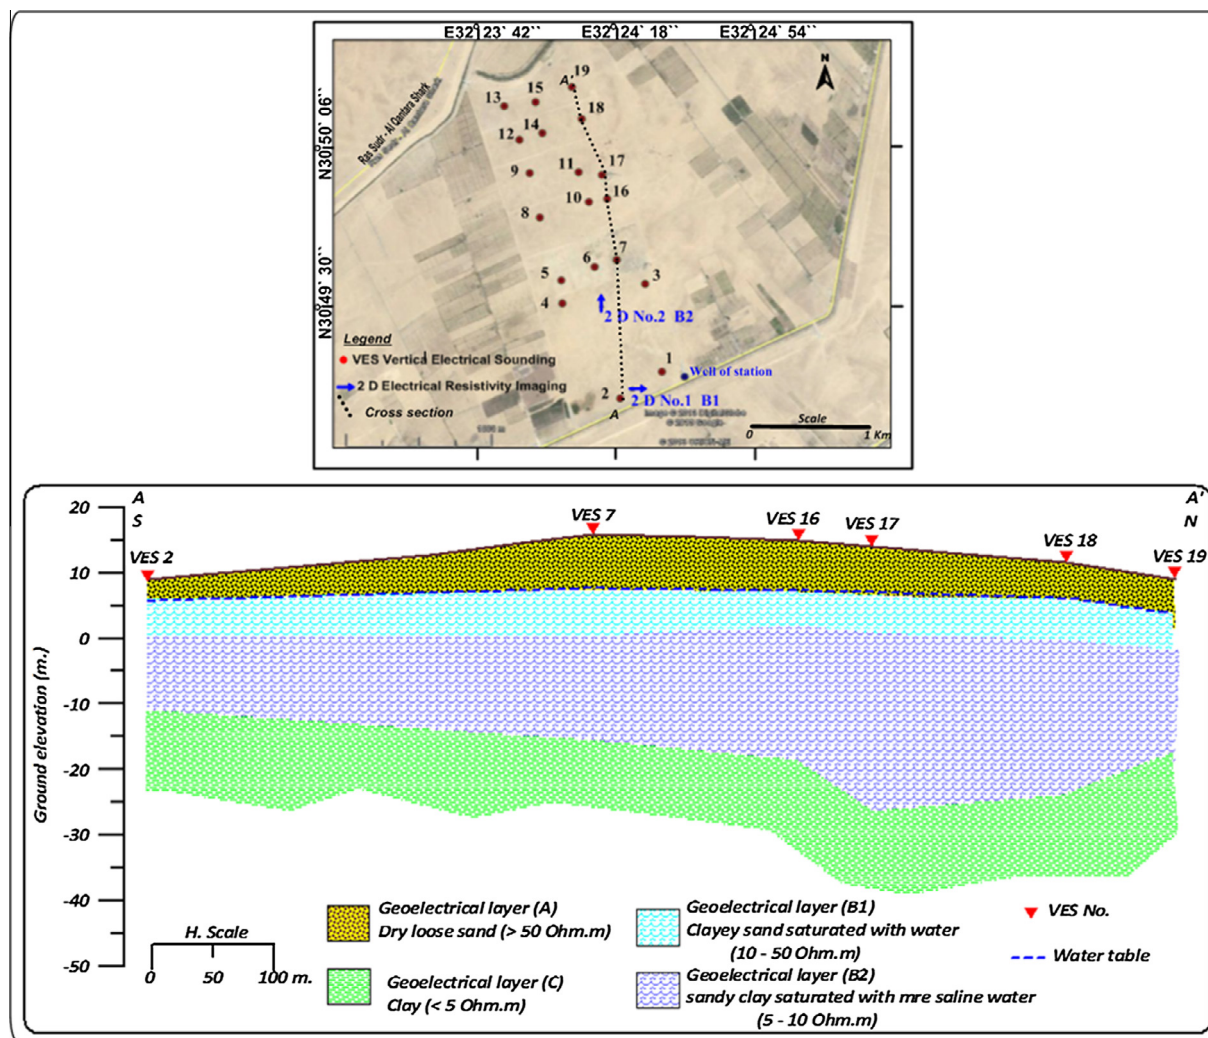 E32° 23` 42`` E32° 24` 18`` E32° 24` 54``
N30° 50` 06``
N30° 49` 30``
Ras Sudr - Al Qantara Shark
N
A'
19
15
13
18
14
12
11
17
9
10
16
8
7
6
5
3
4
2 D No.2 B2
Legend
VES Vertica Electrical Sounding
1
Well of station
2 D Electrical Resistivity Imaging
2
2 D No.1 B1
Cross section
A
Scale
0 1 Km
A
S
A'
N
VES 2
VES 7
VES 16
VES 17
VES 18
VES 19
Ground elevation (m.)
20
10
0
-10
-20
-30
-40
-50
H. Scale
0 50 100 m.
Geoelectrical layer (A)
Dry loose sand (> 50 Ohm.m)
Geoelectrical layer (C)
Clay (< 5 Ohm.m)
Geoelectrical layer (B1)
Clayey sand saturated with water
(10 - 50 Ohm.m)
Geoelectrical layer (B2)
sandy clay saturated with mre saline water
(5 - 10 Ohm.m)
VES No.
Water table